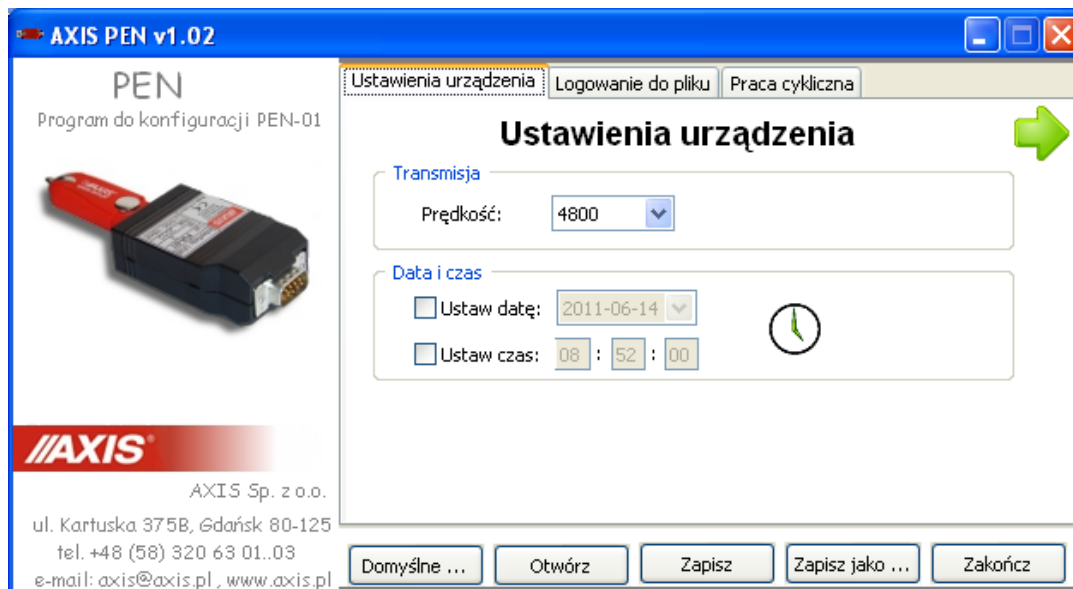 AXIS PEN v1.02
PEN
Program do konfiguracji PEN-01
//AXIS®
AXIS Sp. z o.o.
ul. Kartuska 375B, Gdańsk 80-125
tel. +48 (58) 320 63 01..03
e-mail: axis@axis.pl , www.axis.pl
Ustawienia urządzenia Logowanie do pliku Praca cykliczna
Ustawienia urządzenia
Transmisja
Prędkość: 4800
Data i czas
Ustaw datę: 2011-06-14
Ustaw czas: 08 : 52 : 00
Domyślne ... Otwórz Zapisz Zapisz jako ... Zakończ